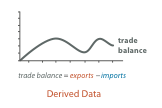 trade
balance
trade balance = exports − imports
Derived Data